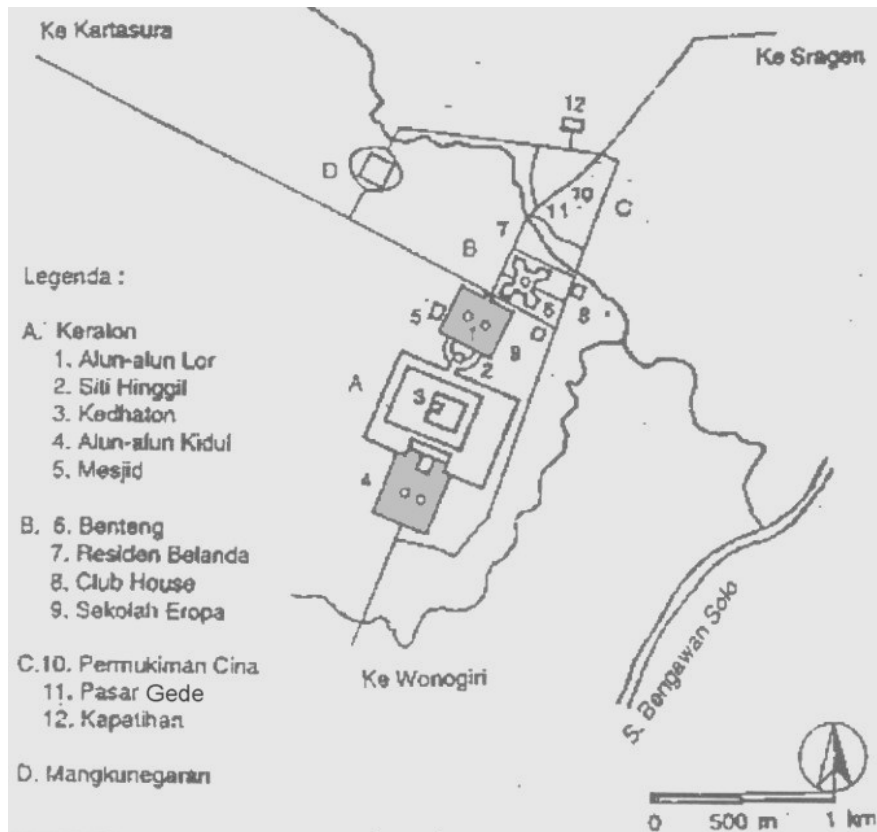 Ke Kartasura
Ke Sragen
12
D
10
11
C
7
B
5
6
8
1
9
2
A
3
4
Legenda :
A. Keraton
1. Alun-alun Lor
2. Siti Hinggil
3. Kedhaton
4. Alun-alun Kidul
5. Mesjid
B. 6. Benteng
7. Residen Belanda
8. Club House
9. Sekolah Eropa
C.10. Permukiman Cina
11. Pasar Gede
12. Kapatihan
D. Mangkunegaran
Ke Wonogiri
S. Bengawan Solo
0 500 m 1 km